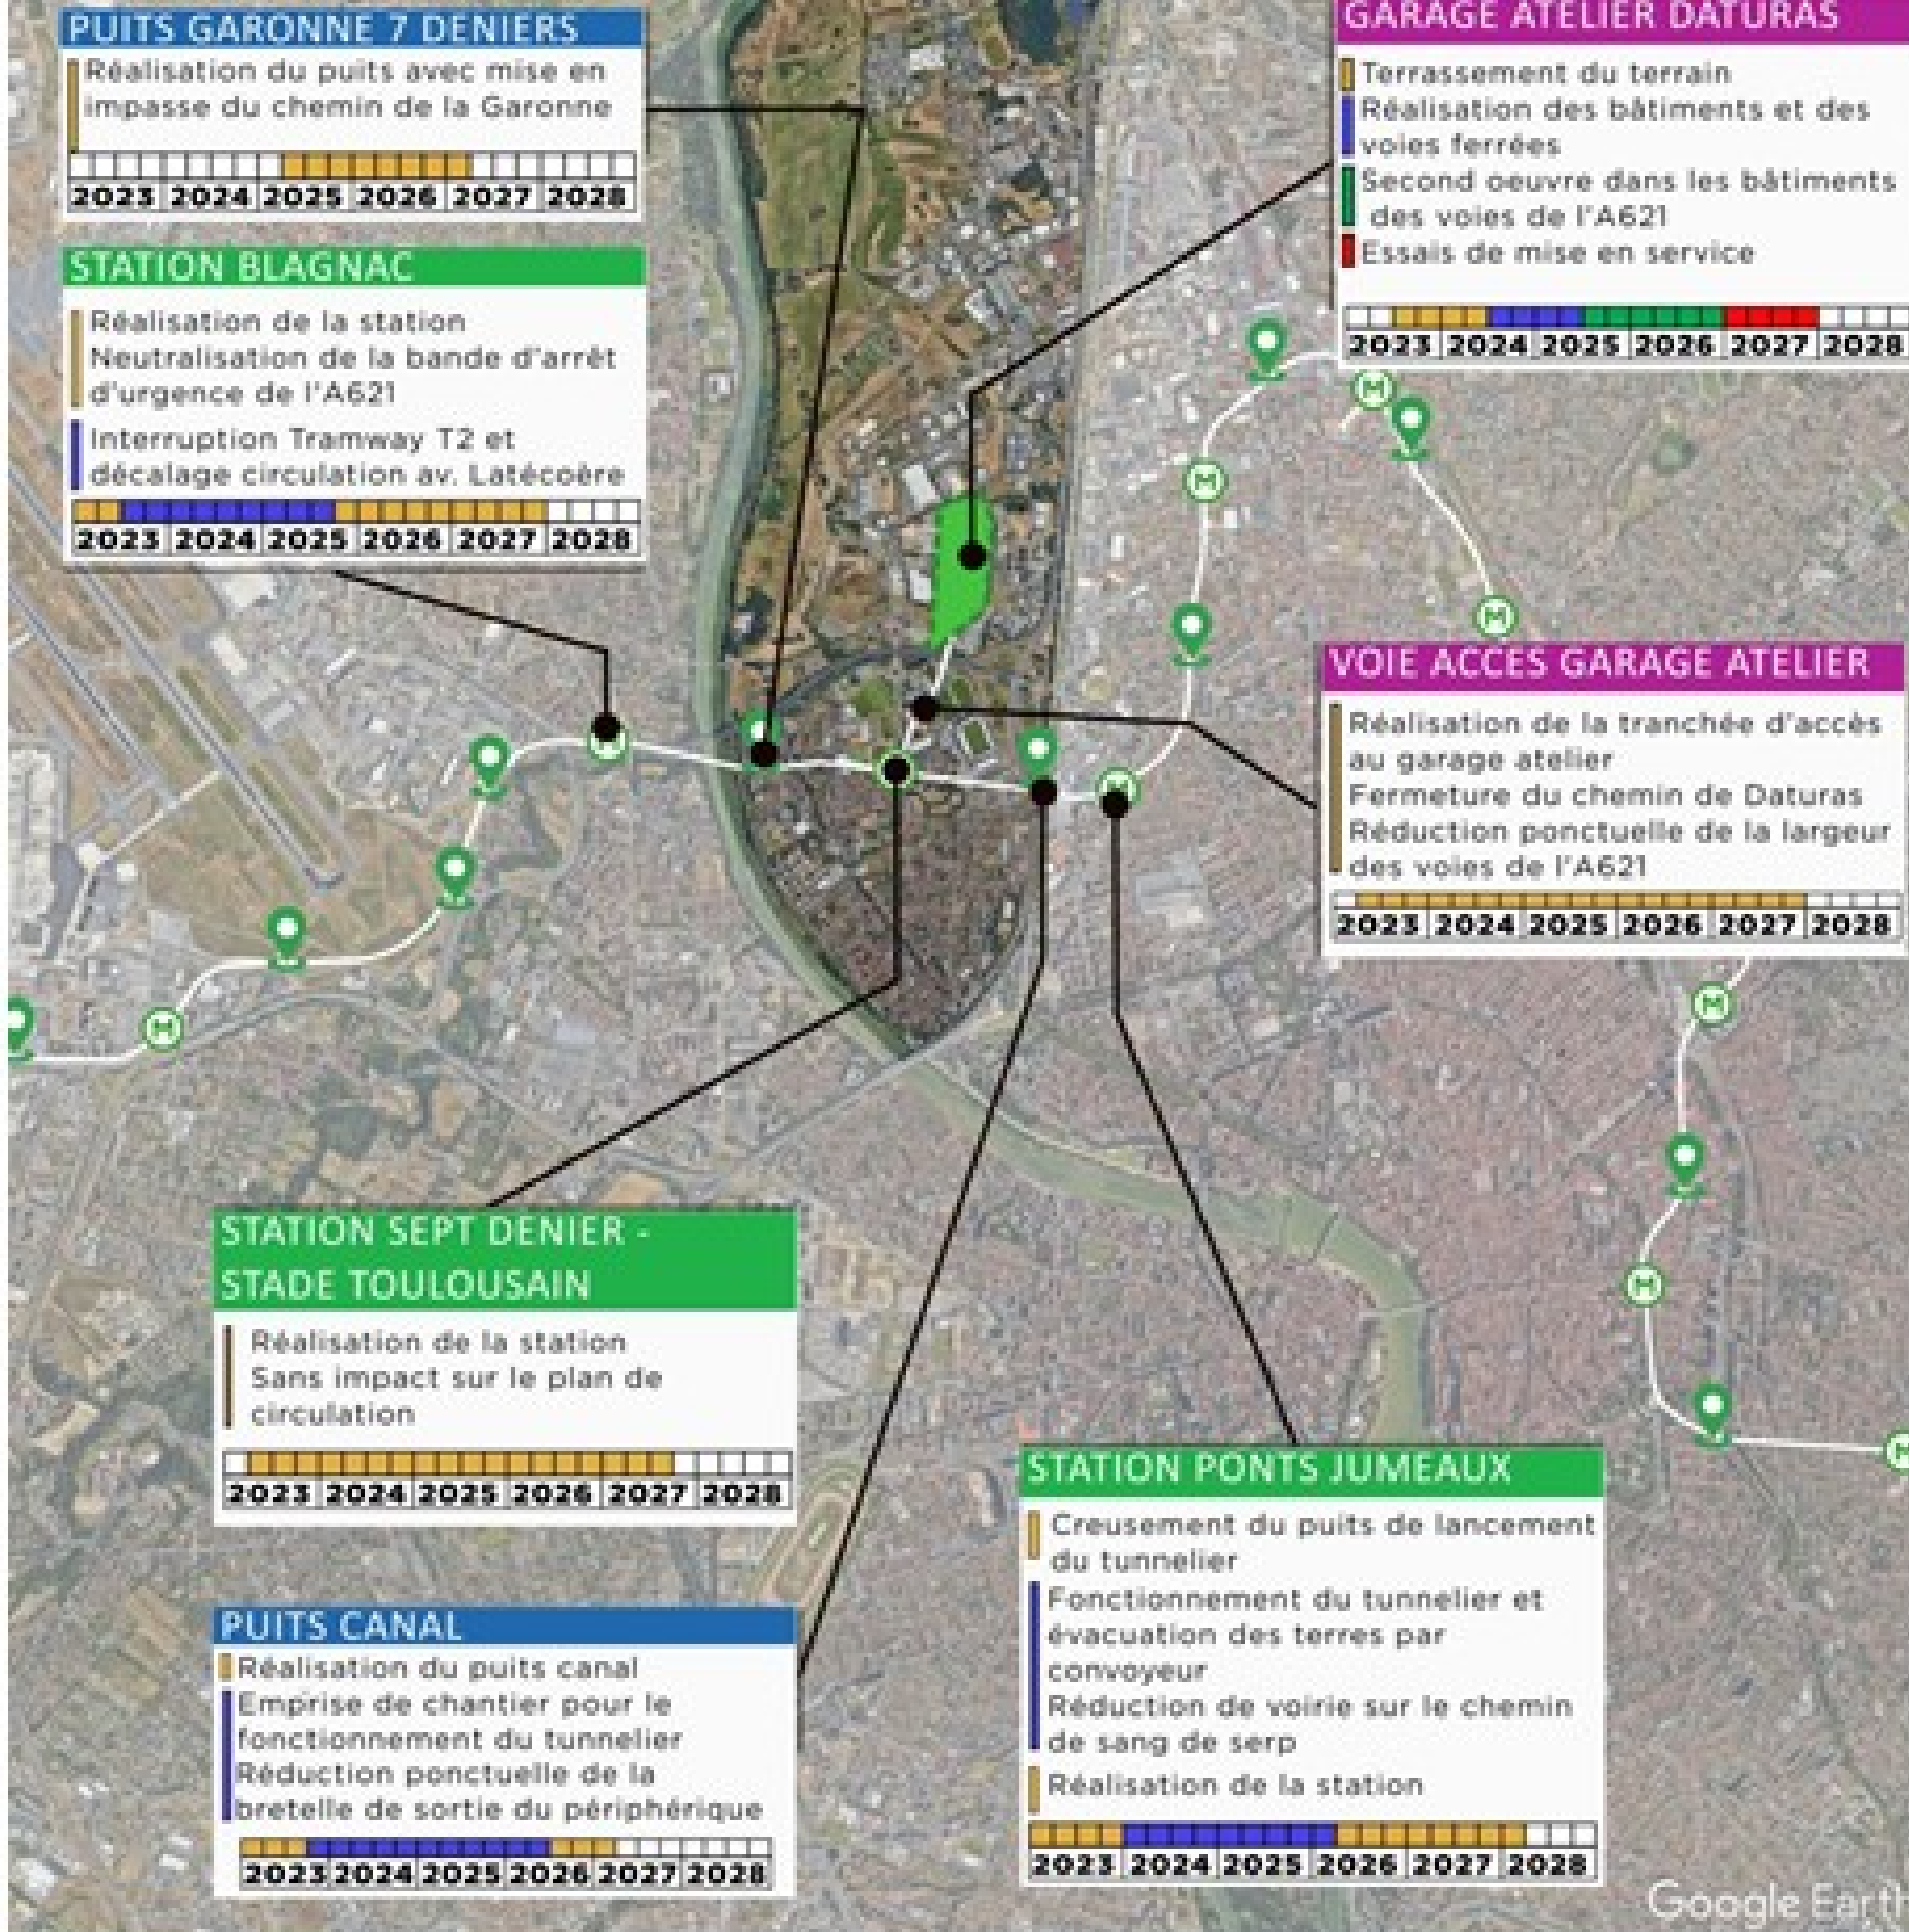 PUITS GARONNE 7 DENIERS
Réalisation du puits avec mise en
impasse du chemin de la Garonne
2023 2024 2025 2026 2027 2028
STATION BLAGNAC
Réalisation de la station
Neutralisation de la bande d'arrêt
d'urgence de l'A621
Interruption Tramway T2 et
décalage circulation av. Latécoère
2023 2024 2025 2026 2027 2028
GARAGE ATELIER DATURAS
Terrassement du terrain
Réalisation des bâtiments et des
voies ferrées
Second oeuvre dans les bâtiments
des voies de l'A621
Essais de mise en service
2023 2024 2025 2026 2027 2028
M
M
M
VOIE ACCES GARAGE ATELIER
Réalisation de la tranchée d'accès
au garage atelier
Fermeture du chemin de Daturas
Réduction ponctuelle de la largeur
des voies de l'A621
2023 2024 2025 2026 2027 2028
M
M
M
M
STATION SEPT DENIER -
STADE TOULOUSAIN
Réalisation de la station
Sans impact sur le plan de
circulation
2023 2024 2025 2026 2027 2028
PUITS CANAL
Réalisation du puits canal
Emprise de chantier pour le
fonctionnement du tunnelier
Réduction ponctuelle de la
bretelle de sortie du périphérique
2023 2024 2025 2026 2027 2028
STATION PONTS JUMEAUX
Creusement du puits de lancement
du tunnelier
Fonctionnement du tunnelier et
évacuation des terres par
convoyeur
Réduction de voirie sur le chemin
de sang de serp
Réalisation de la station
2023 2024 2025 2026 2027 2028
Google Earth